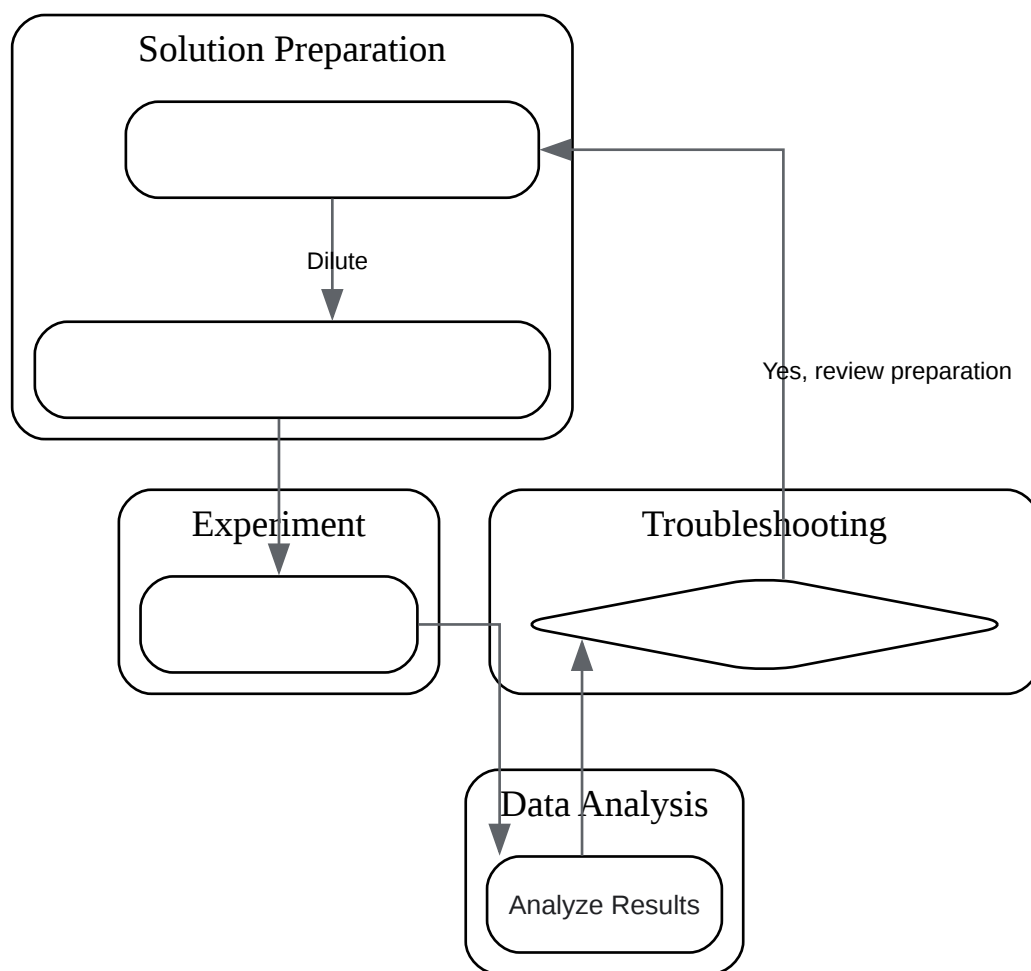 Solution Preparation
Dilute
Yes, review preparation
Experiment
Troubleshooting
Data Analysis
Analyze Results